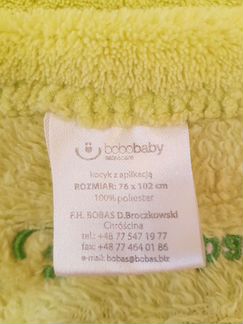 bobobaby
kocyk z aplikacją
ROZMIAR: 76 x 102 cm
100% poliester
F.H. BOBAS D.Broczkowski
Citrościna
tel.: +48 77 547 19 77
fax: +48 77 464 01 86
e-mail: bobas@bobas.biz